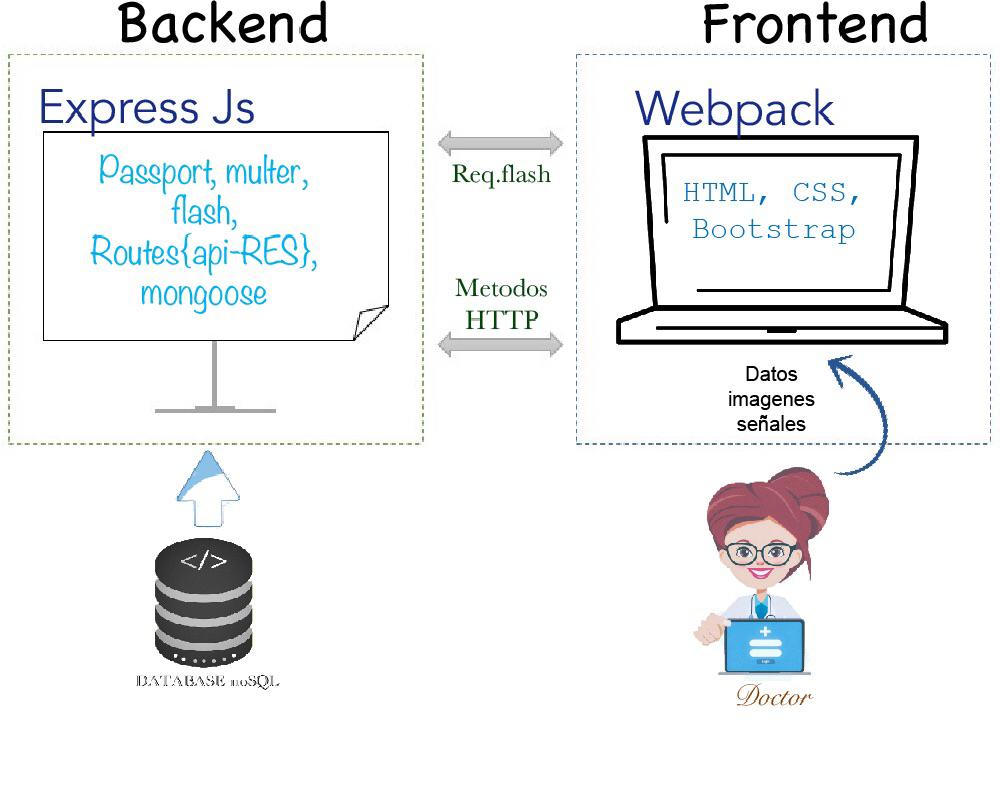 Backend
Frontend
Express Js
Passport, multer,
flash,
Routes{api-RES},
mongoose
Req.flash
Metodos
HTTP
Webpack
HTML, CSS,
Bootstrap
Datos
imagenes
señales
</>
DATABASE noSQL
Doctor